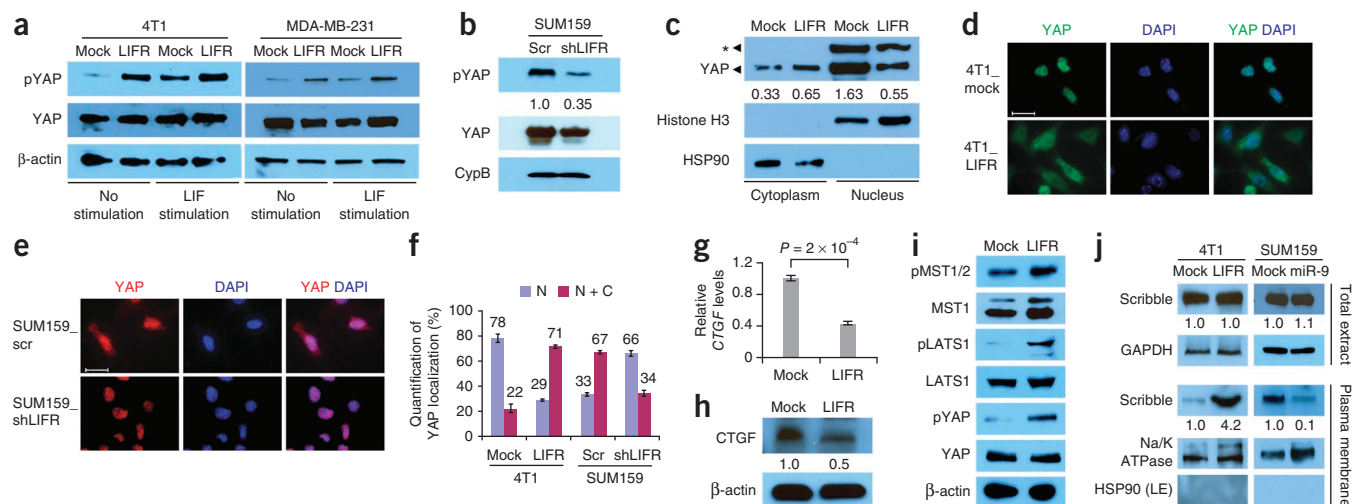 a
4T1 MDA-MB-231
Mock LIFR Mock LIFR Mock LIFR Mock LIFR
pYAP
YAP
β-actin
No stimulation LIF stimulation No stimulation LIF stimulation
b
SUM159
Scr shLIFR
pYAP
1.0 0.35
YAP
CypB
c
Mock LIFR Mock LIFR
*
YAP
0.33 0.65 1.63 0.55
Histone H3
HSP90
Cytoplasm Nucleus
d
YAP DAPI YAP DAPI
4T1_
mock
4T1_
LIFR
e
YAP DAPI YAP DAPI
SUM159_
scr
SUM159_
shLIFR
f
N N + C
Quantification of
YAP localization (%)
100
80
60
40
20
0
78 22 29 71 33 67 66 34
Mock LIFR Scr shLIFR
4T1 SUM159
g
P = 2 × 10⁻⁴
Relative
CTGF levels
1.2
0.8
0.4
0
Mock LIFR
h
Mock LIFR
CTGF
1.0 0.5
β-actin
i
Mock LIFR
pMST1/2
MST1
pLATS1
LATS1
pYAP
YAP
β-actin
j
4T1 SUM159
Mock LIFR Mock miR-9
Scribble
1.0 1.0 1.0 1.1
GAPDH
Total extract
Scribble
1.0 4.2 1.0 0.1
Na/K
ATPase
HSP90 (LE)
Plasma membrane